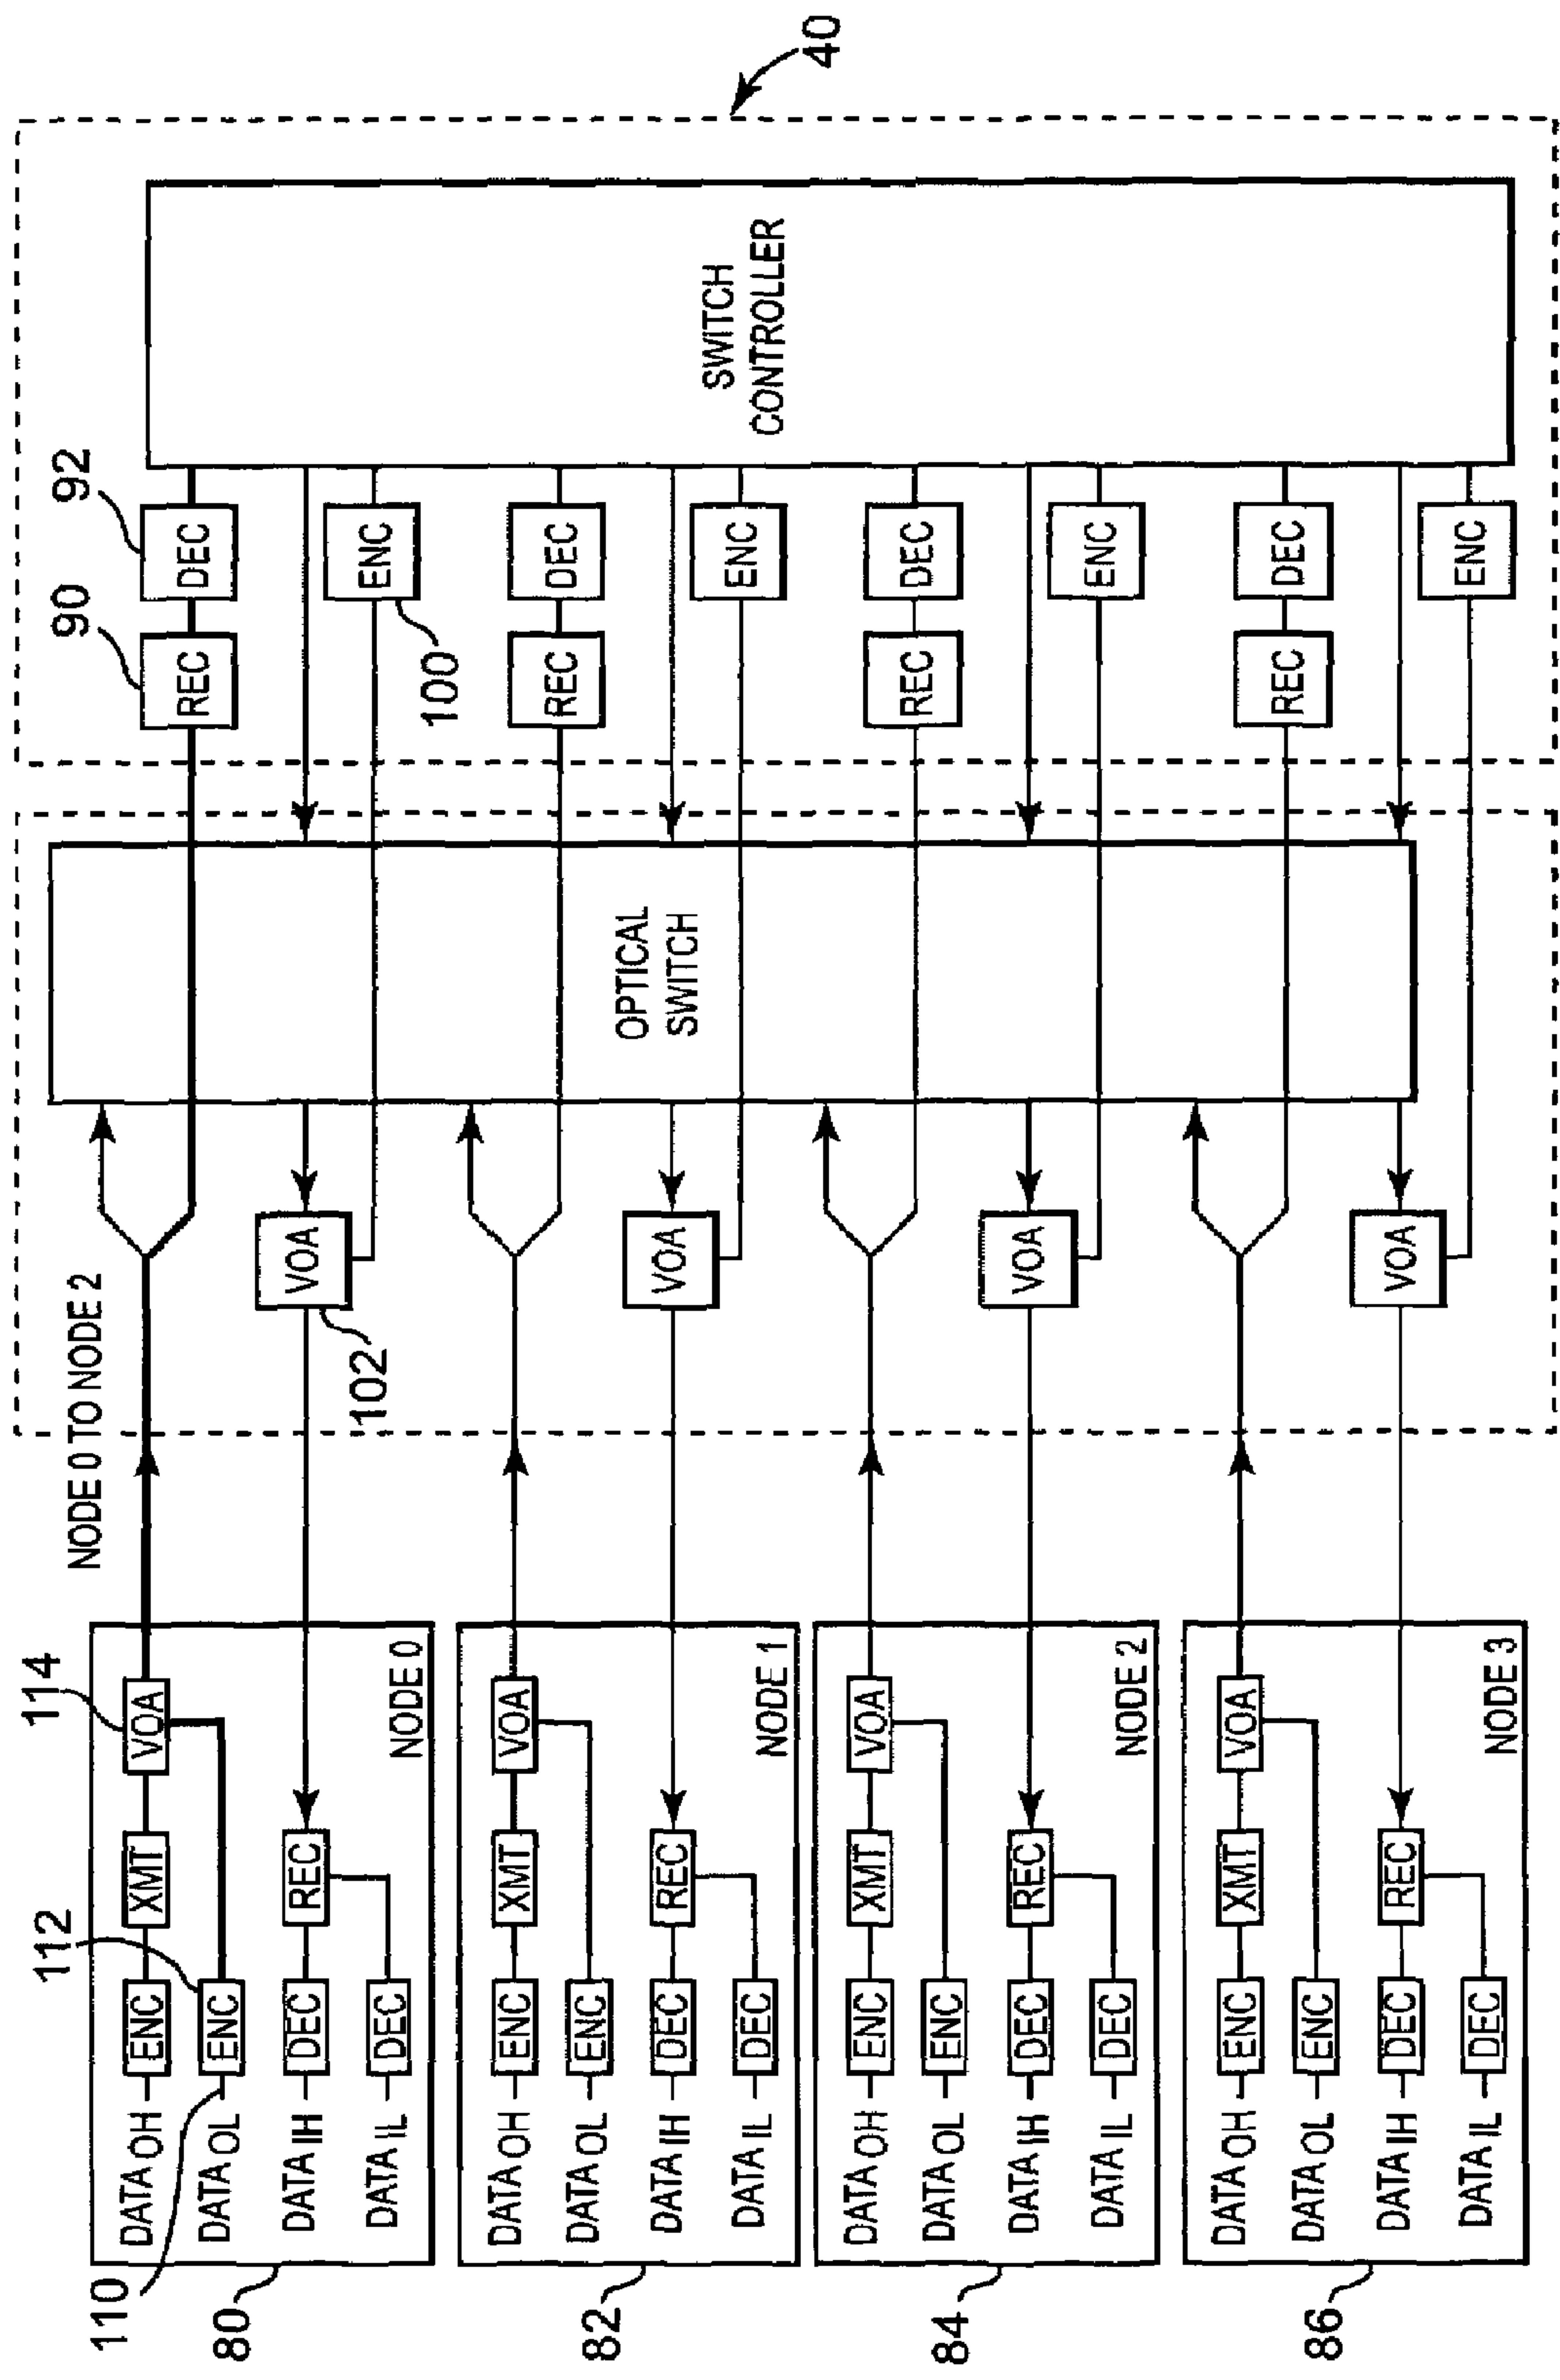 40
SWITCH
CONTROLLER
92
90
DEC
REC
ENC
100
DEC
REC
ENC
DEC
REC
ENC
DEC
REC
ENC
OPTICAL
SWITCH
NODE 0 TO NODE 2
VOA
102
VOA
VOA
VOA
114
112
110
80
DATA OH
ENC
XMT
VOA
DATA OL
ENC
DATA IH
DEC
REC
DATA IL
DEC
NODE 0
82
DATA OH
ENC
XMT
VOA
DATA OL
ENC
DATA IH
DEC
REC
DATA IL
DEC
NODE 1
84
DATA OH
ENC
XMT
VOA
DATA OL
ENC
DATA IH
DEC
REC
DATA IL
DEC
NODE 2
86
DATA OH
ENC
XMT
VOA
DATA OL
ENC
DATA IH
DEC
REC
DATA IL
DEC
NODE 3